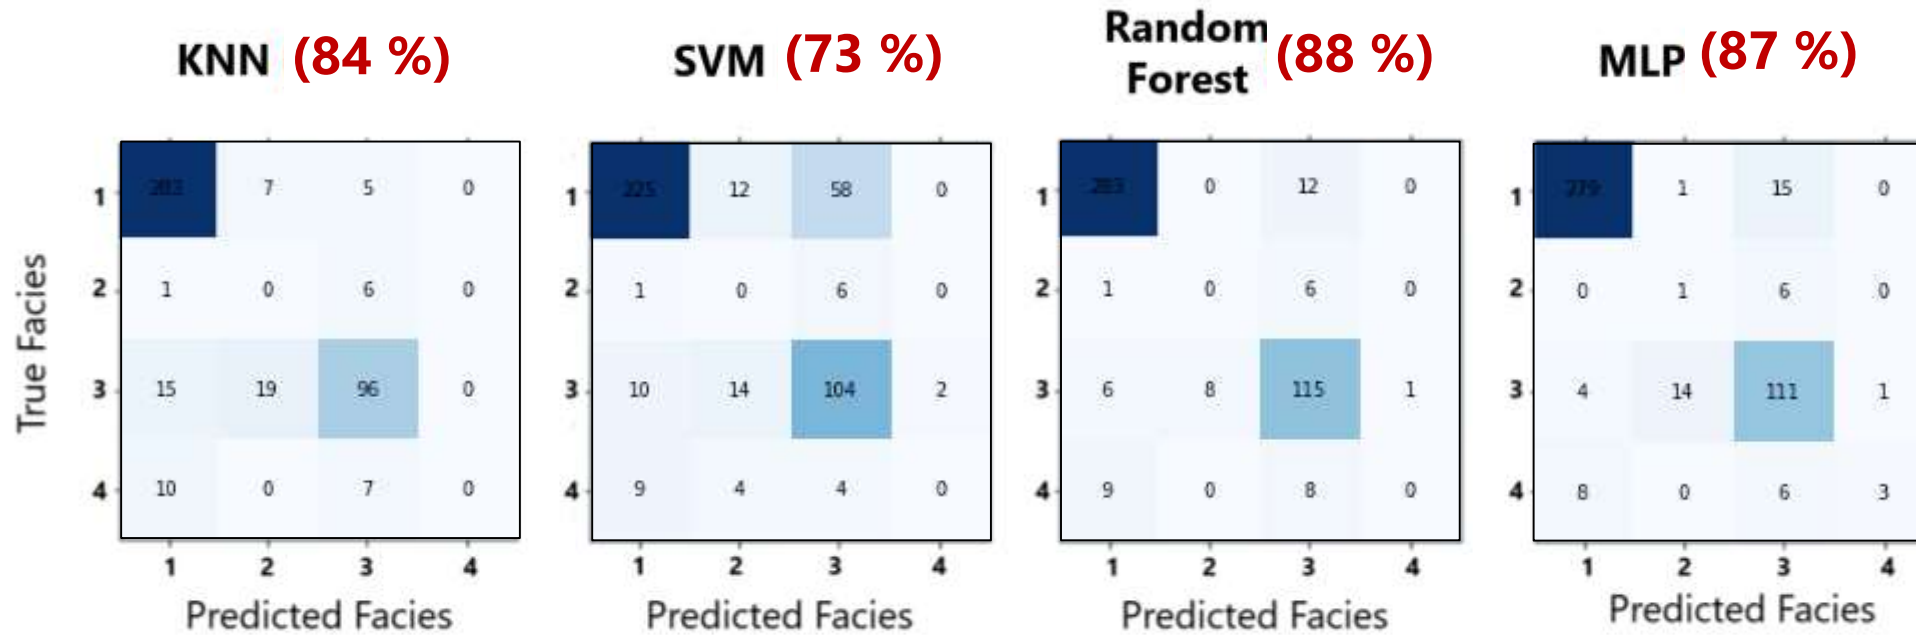 KNN (84 %)
SVM (73 %)
Random
Forest (88 %)
MLP (87 %)
True Facies
1 283 7 5 0
2 1 0 6 0
3 15 19 96 0
4 10 0 7 0
1 2 3 4
Predicted Facies
1 225 12 58 0
2 1 0 6 0
3 10 14 104 2
4 9 4 4 0
1 2 3 4
Predicted Facies
1 283 0 12 0
2 1 0 6 0
3 6 8 115 1
4 9 0 8 0
1 2 3 4
Predicted Facies
1 279 1 15 0
2 0 1 6 0
3 4 14 111 1
4 8 0 6 3
1 2 3 4
Predicted Facies